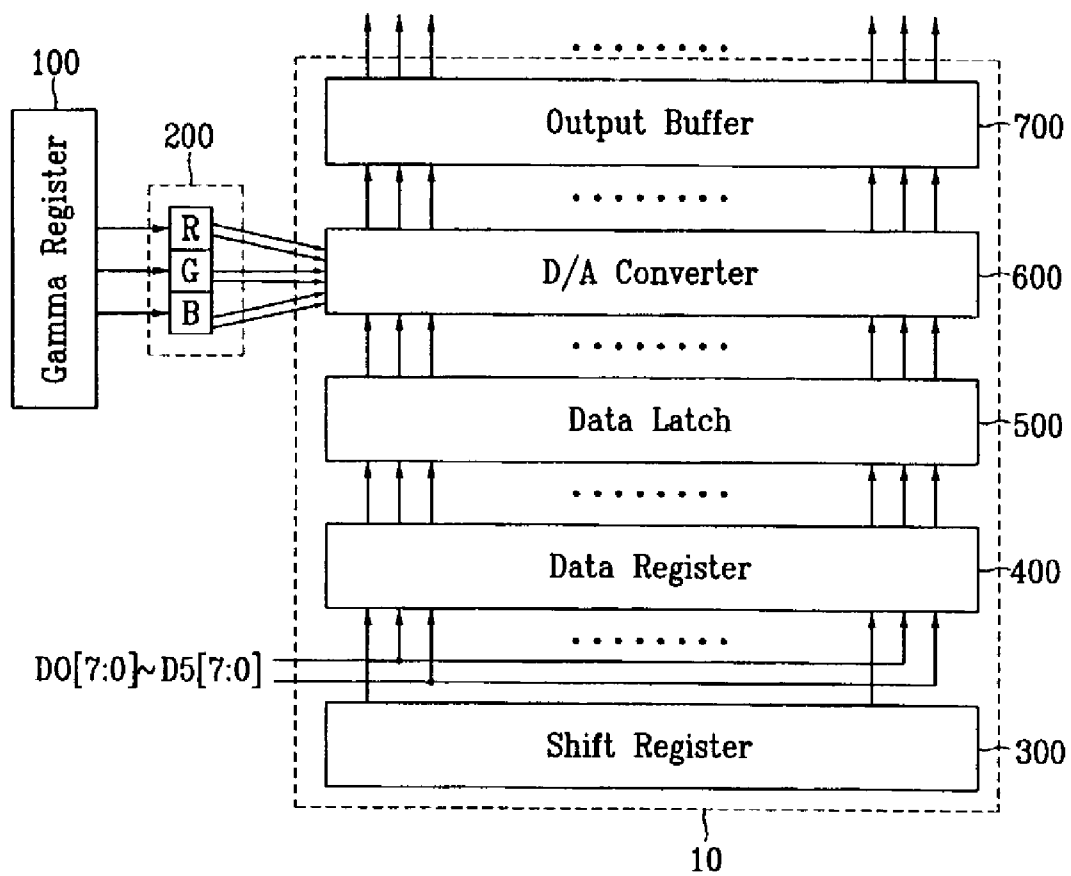 100
Gamma Register
200
R
G
B
Output Buffer
700
D/A Converter
600
Data Latch
500
Data Register
400
D0[7:0]~D5[7:0]
Shift Register
300
10